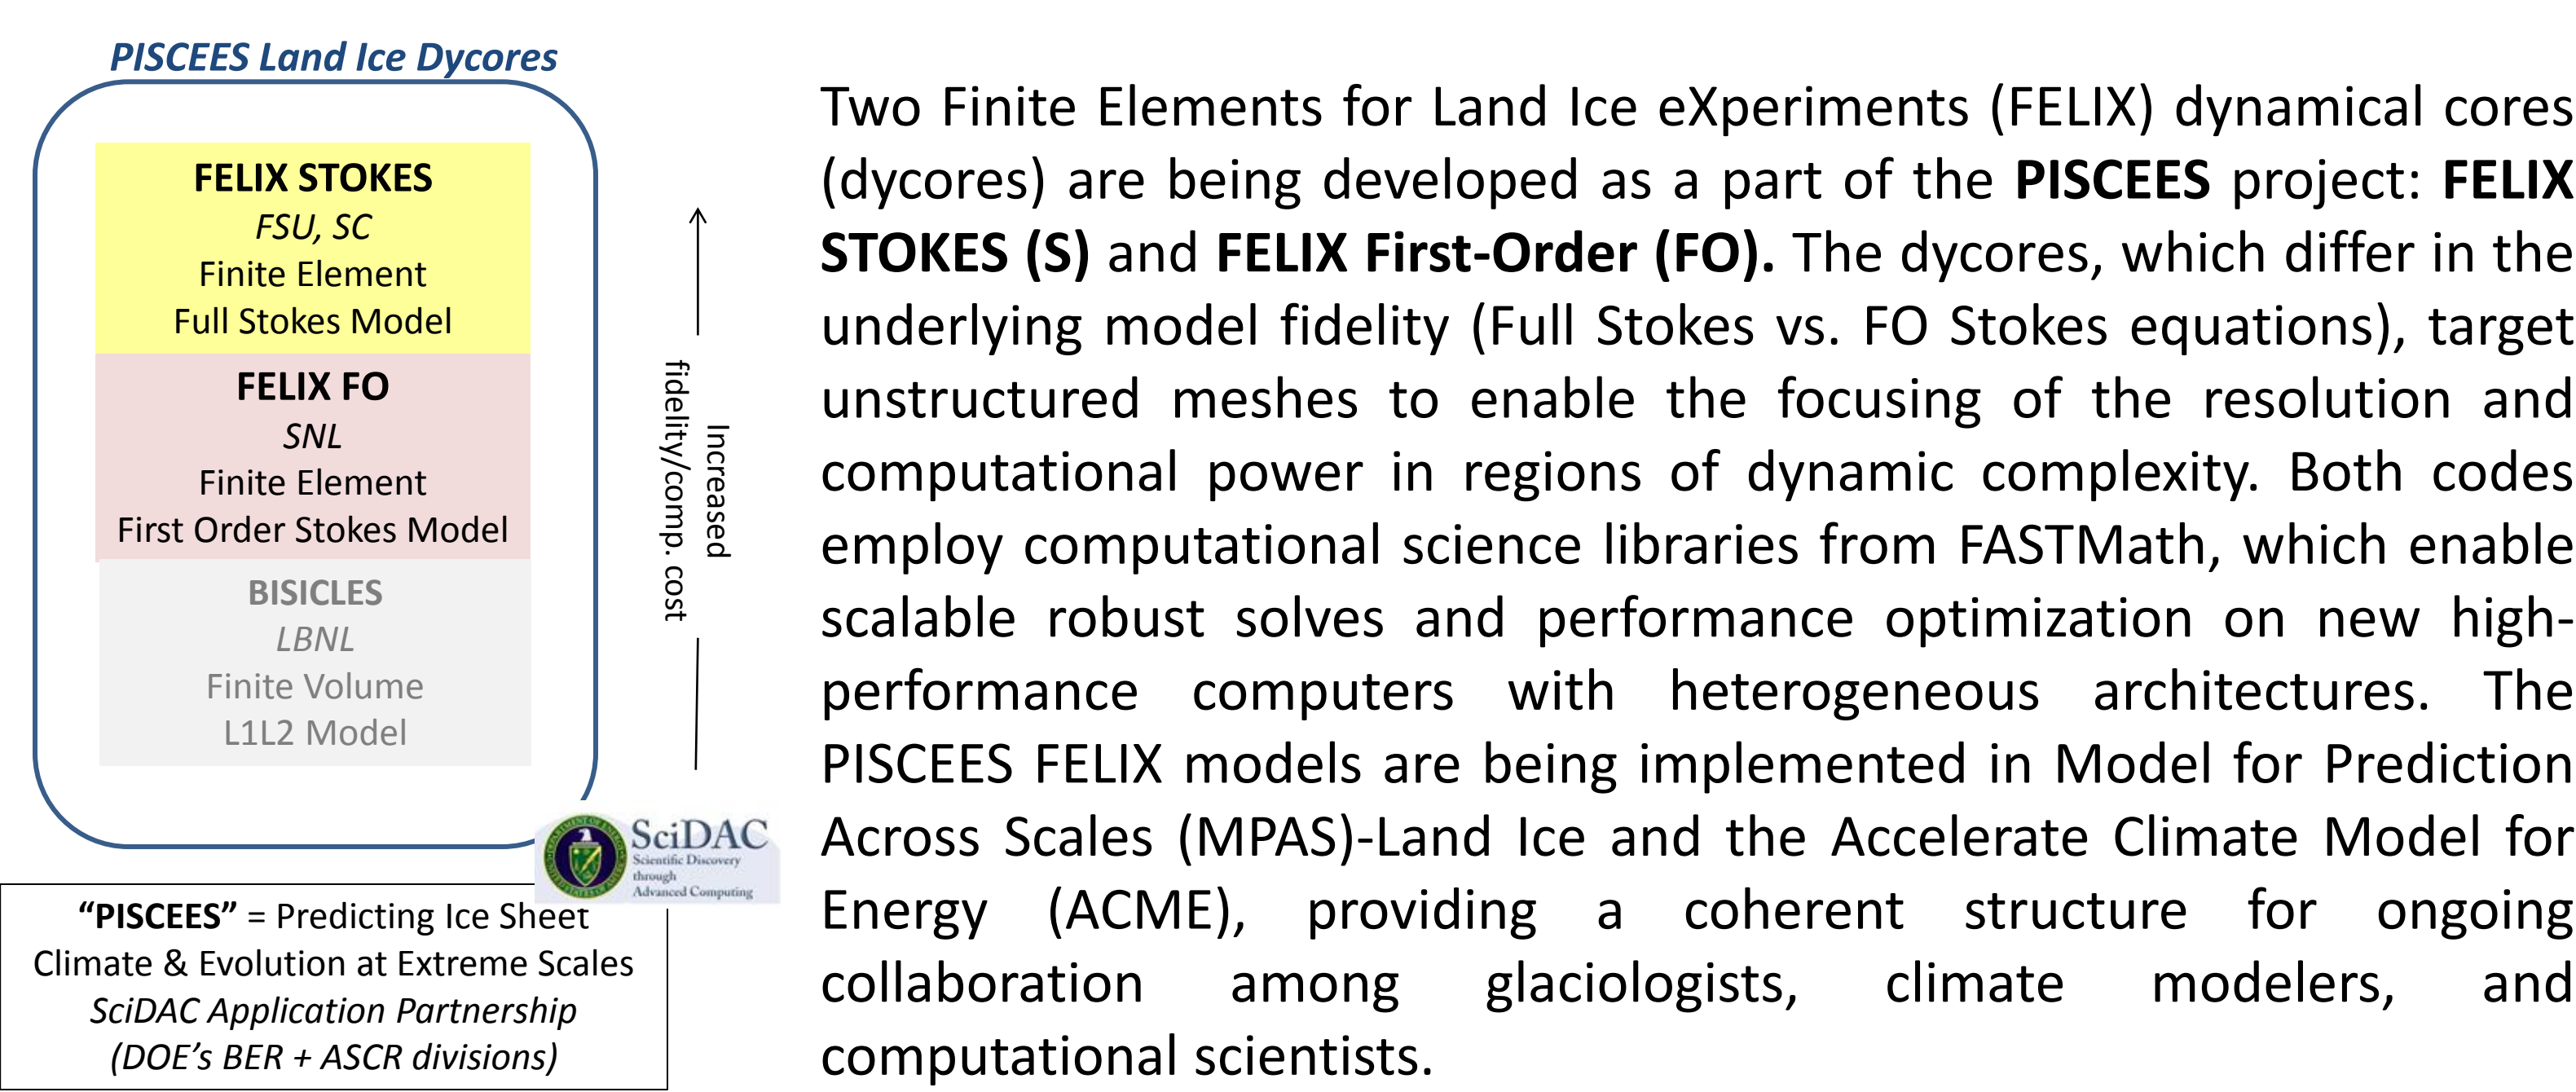 PISCEES Land Ice Dycores
FELIX STOKES
FSU, SC
Finite Element
Full Stokes Model
FELIX FO
SNL
Finite Element
First Order Stokes Model
BISICLES
LBNL
Finite Volume
L1L2 Model
Increased
fidelity/comp. cost
SciDAC
Scientific Discovery
through
Advanced Computing
“PISCEES” = Predicting Ice Sheet
Climate & Evolution at Extreme Scales
SciDAC Application Partnership
(DOE’s BER + ASCR divisions)
Two Finite Elements for Land Ice eXperiments (FELIX) dynamical cores
(dycores) are being developed as a part of the PISCEES project: FELIX
STOKES (S) and FELIX First-Order (FO). The dycores, which differ in the
underlying model fidelity (Full Stokes vs. FO Stokes equations), target
unstructured meshes to enable the focusing of the resolution and
computational power in regions of dynamic complexity. Both codes
employ computational science libraries from FASTMath, which enable
scalable robust solves and performance optimization on new high-
performance computers with heterogeneous architectures. The
PISCEES FELIX models are being implemented in Model for Prediction
Across Scales (MPAS)-Land Ice and the Accelerate Climate Model for
Energy (ACME), providing a coherent structure for ongoing
collaboration among glaciologists, climate modelers, and
computational scientists.